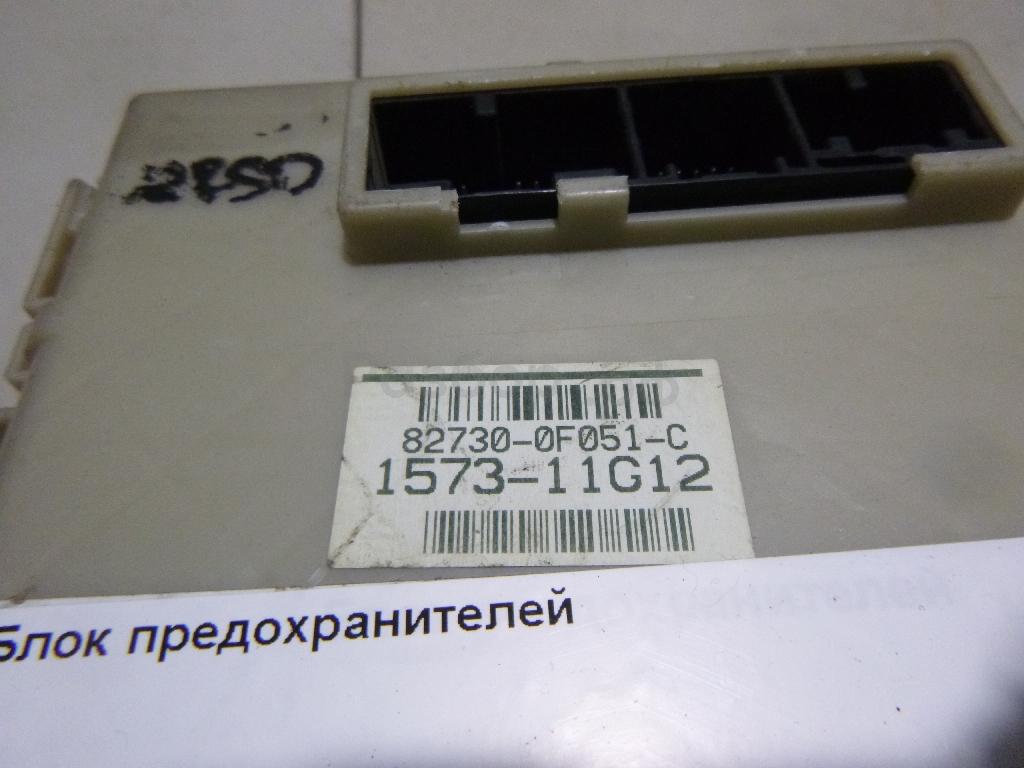 82730-0F051-C
1573-11G12
Блок предохранителей